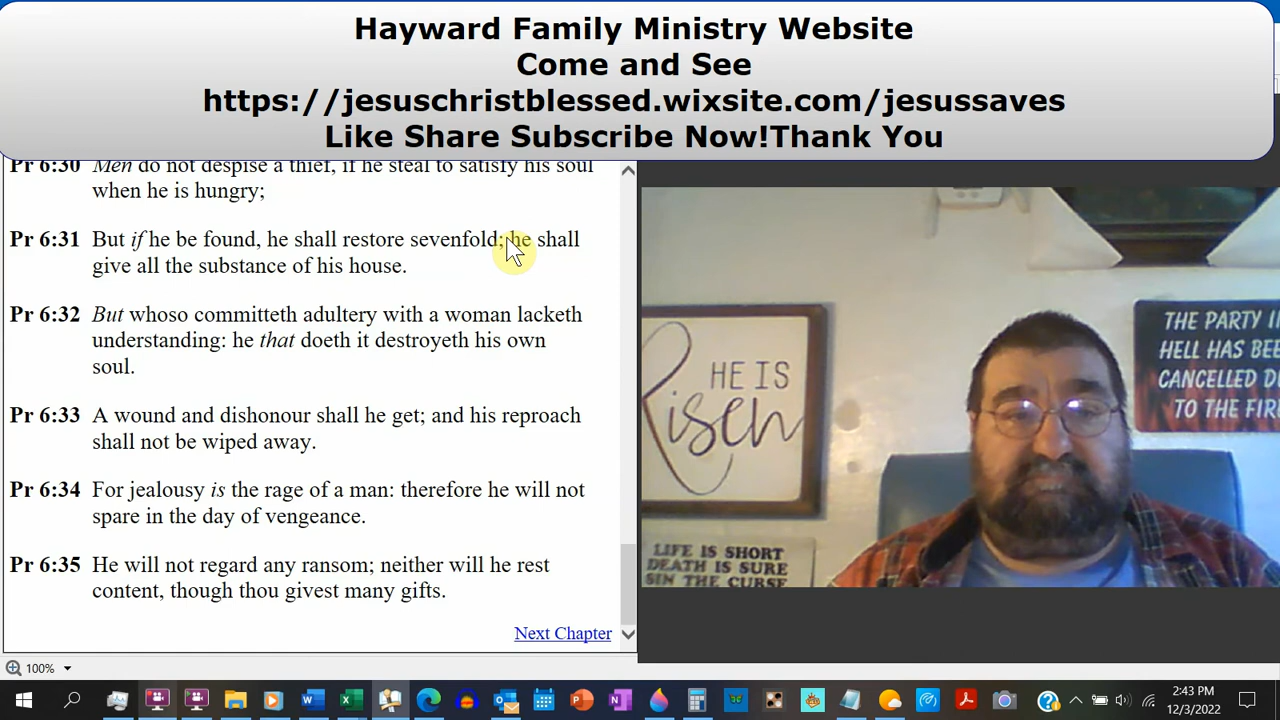 Hayward Family Ministry Website
Come and See
https://jesuschristblessed.wixsite.com/jesussaves
Like Share Subscribe Now!Thank You
Pr 6:30 Men do not despise a thief, if he steal to satisfy his soul
when he is hungry;
Pr 6:31 But if he be found, he shall restore sevenfold; he shall
give all the substance of his house.
Pr 6:32 But whoso committeth adultery with a woman lacketh
understanding: he that doeth it destroyeth his own
soul.
Pr 6:33 A wound and dishonour shall he get; and his reproach
shall not be wiped away.
Pr 6:34 For jealousy is the rage of a man: therefore he will not
spare in the day of vengeance.
Pr 6:35 He will not regard any ransom; neither will he rest
content, though thou givest many gifts.
Next Chapter
HE IS
Risen
THE PARTY I
HELL HAS BEE
CANCELLED D
TO THE FIR
LIFE IS SHORT
DEATH IS SURE
SIN THE CURSE
100%
2:43 PM
12/3/2022